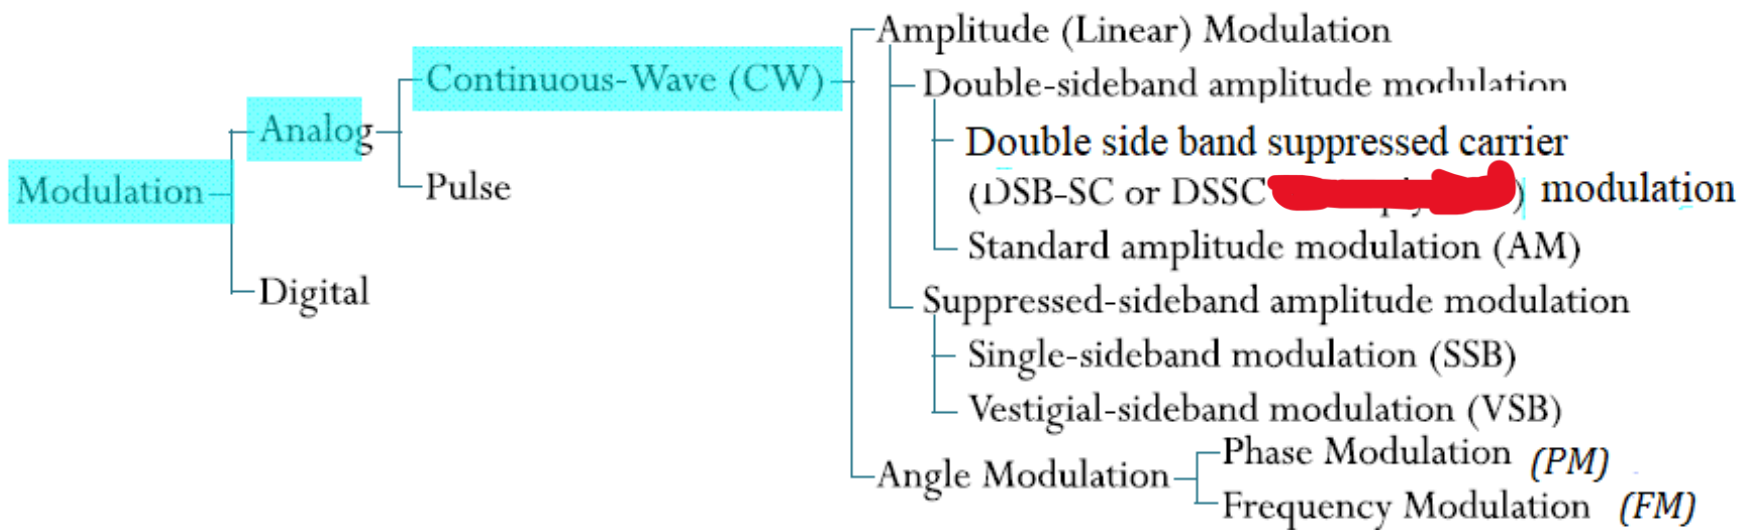 Modulation
Analog
Continuous-Wave (CW)
Pulse
Digital
Amplitude (Linear) Modulation
Double-sideband amplitude modulation
Double side band suppressed carrier
(DSB-SC or DSSC ) modulation
Standard amplitude modulation (AM)
Suppressed-sideband amplitude modulation
Single-sideband modulation (SSB)
Vestigial-sideband modulation (VSB)
Angle Modulation
Phase Modulation (PM)
Frequency Modulation (FM)